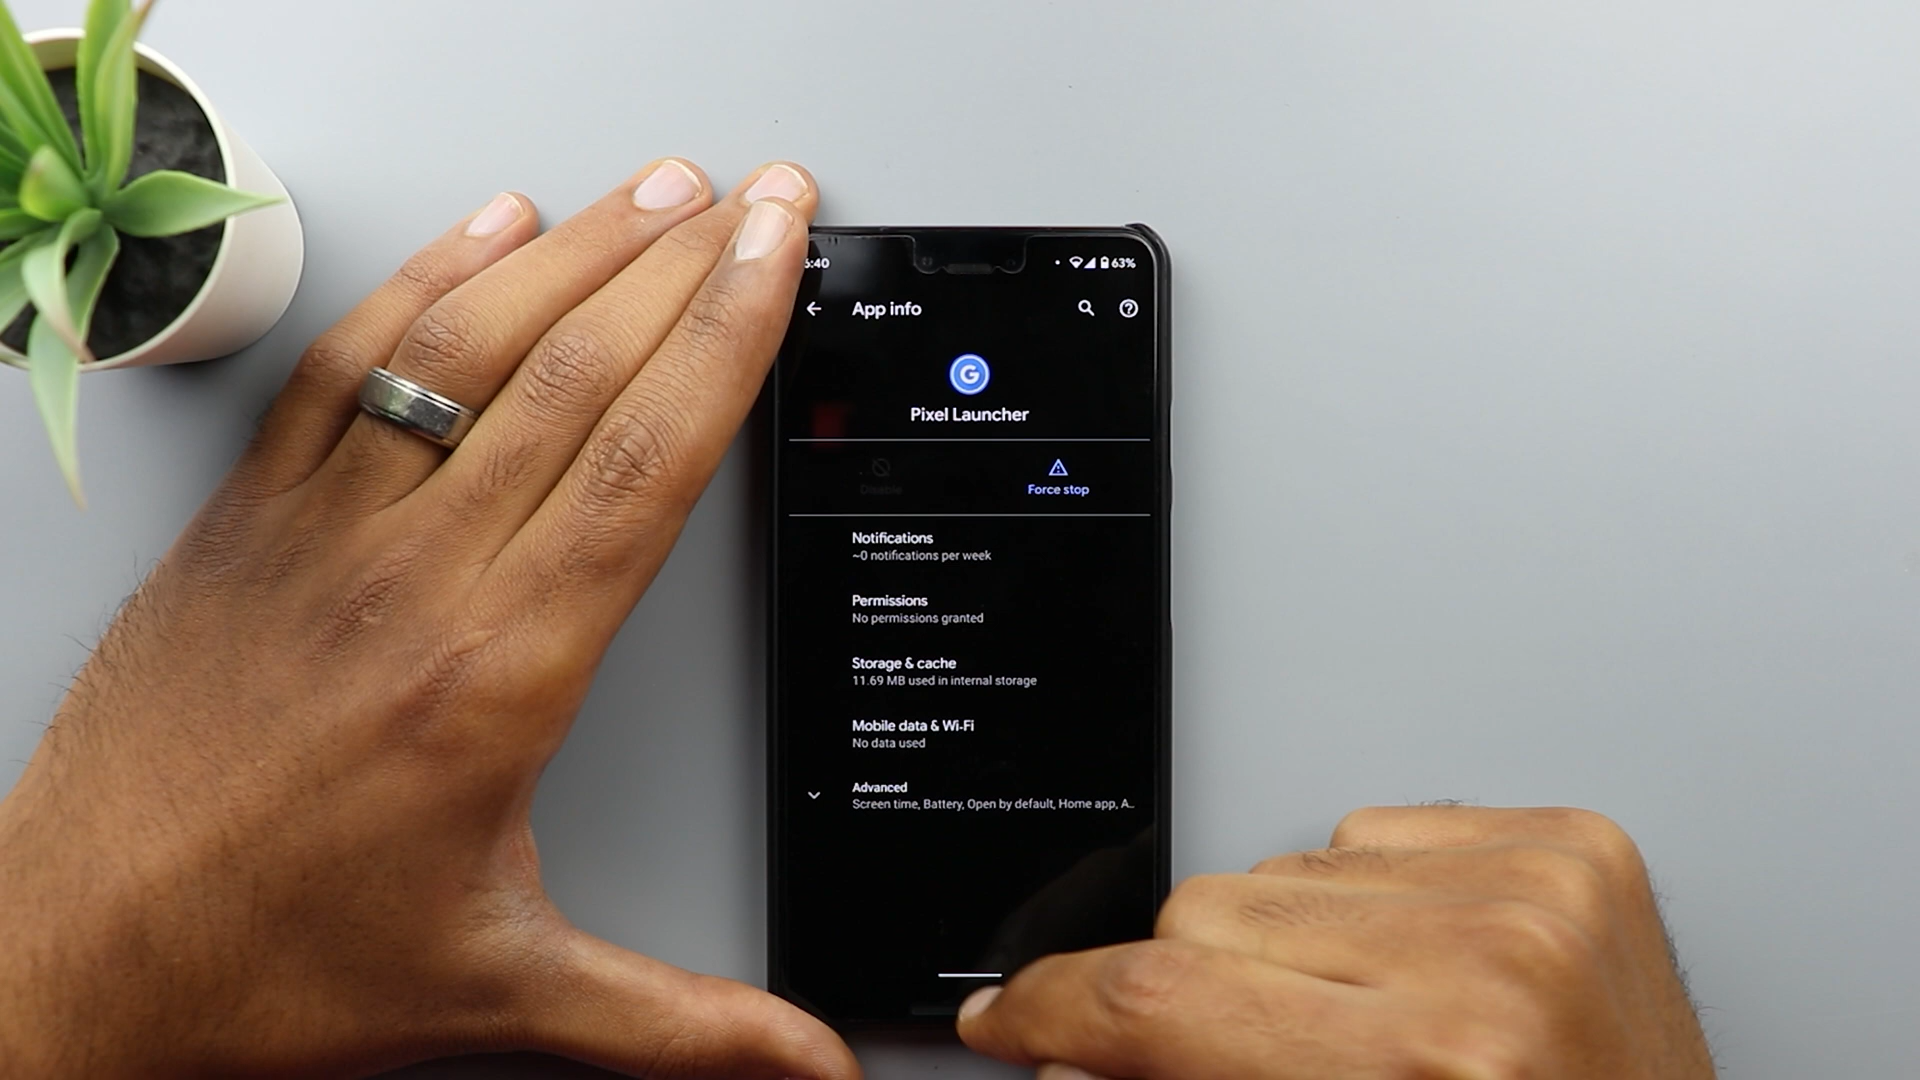 6:40
63%
App info
G
Pixel Launcher
Disable
Force stop
Notifications
~0 notifications per week
Permissions
No permissions granted
Storage & cache
11.69 MB used in internal storage
Mobile data & Wi-Fi
No data used
Advanced
Screen time, Battery, Open by default, Home app, A..